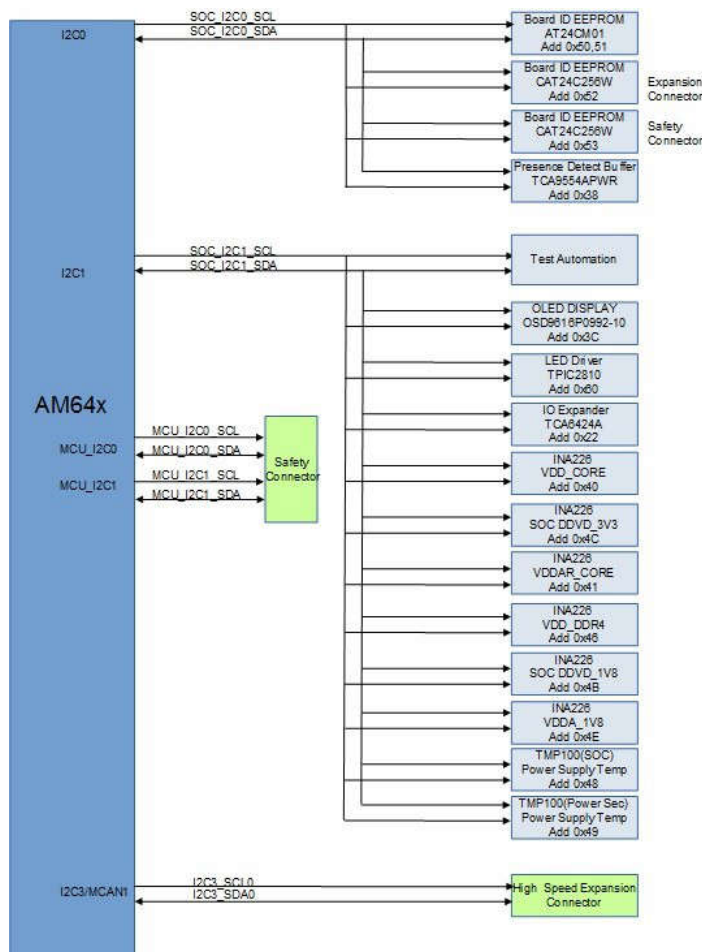 SOC_I2C0_SCL
I2C0
SOC_I2C0_SDA
Board ID EEPROM
AT24CM01
Add 0x50,51
Board ID EEPROM
CAT24C256W
Add 0x52
Expansion
Connector
Board ID EEPROM
CAT24C256W
Add 0x53
Safety
Connector
Presence Detect Buffer
TCA9554APWR
Add 0x38
SOC_I2C1_SCL
I2C1
SOC_I2C1_SDA
Test Automation
OLED DISPLAY
OSD9616P0992-10
Add 0x3C
LED Driver
TPIC2810
Add 0x60
IO Expander
TCA6424A
Add 0x22
AM64x
MCU_I2C0
MCU_I2C0_SCL
MCU_I2C0_SDA
MCU_I2C1
MCU_I2C1_SCL
MCU_I2C1_SDA
Safety
Connector
INA226
VDD_CORE
Add 0x40
INA226
SOC DDVD_3V3
Add 0x4C
INA226
VDDAR_CORE
Add 0x41
INA226
VDD_DDR4
Add 0x46
INA226
SOC DDVD_1V8
Add 0x4B
INA226
VDDA_1V8
Add 0x4E
TMP100(SOC)
Power Supply Temp
Add 0x48
TMP100(Power Sec)
Power Supply Temp
Add 0x49
I2C3/MCAN1
I2C3_SCL0
I2C3_SDA0
High Speed Expansion
Connector